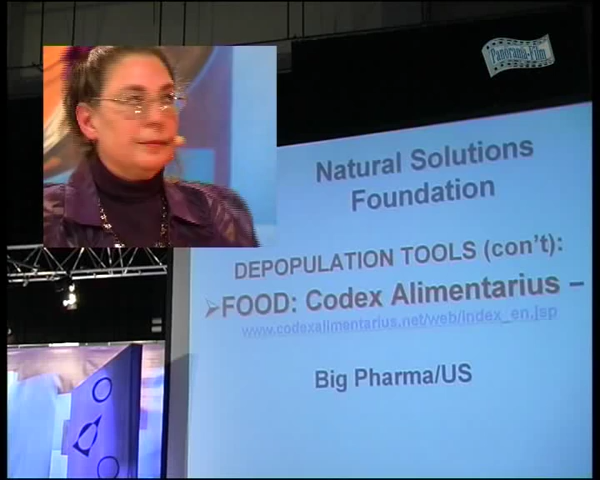 Panorama-Film
Natural Solutions
Foundation
DEPOPULATION TOOLS (con't):
➢FOOD: Codex Alimentarius –
www.codexalimentarius.net/web/index_en.jsp
Big Pharma/US